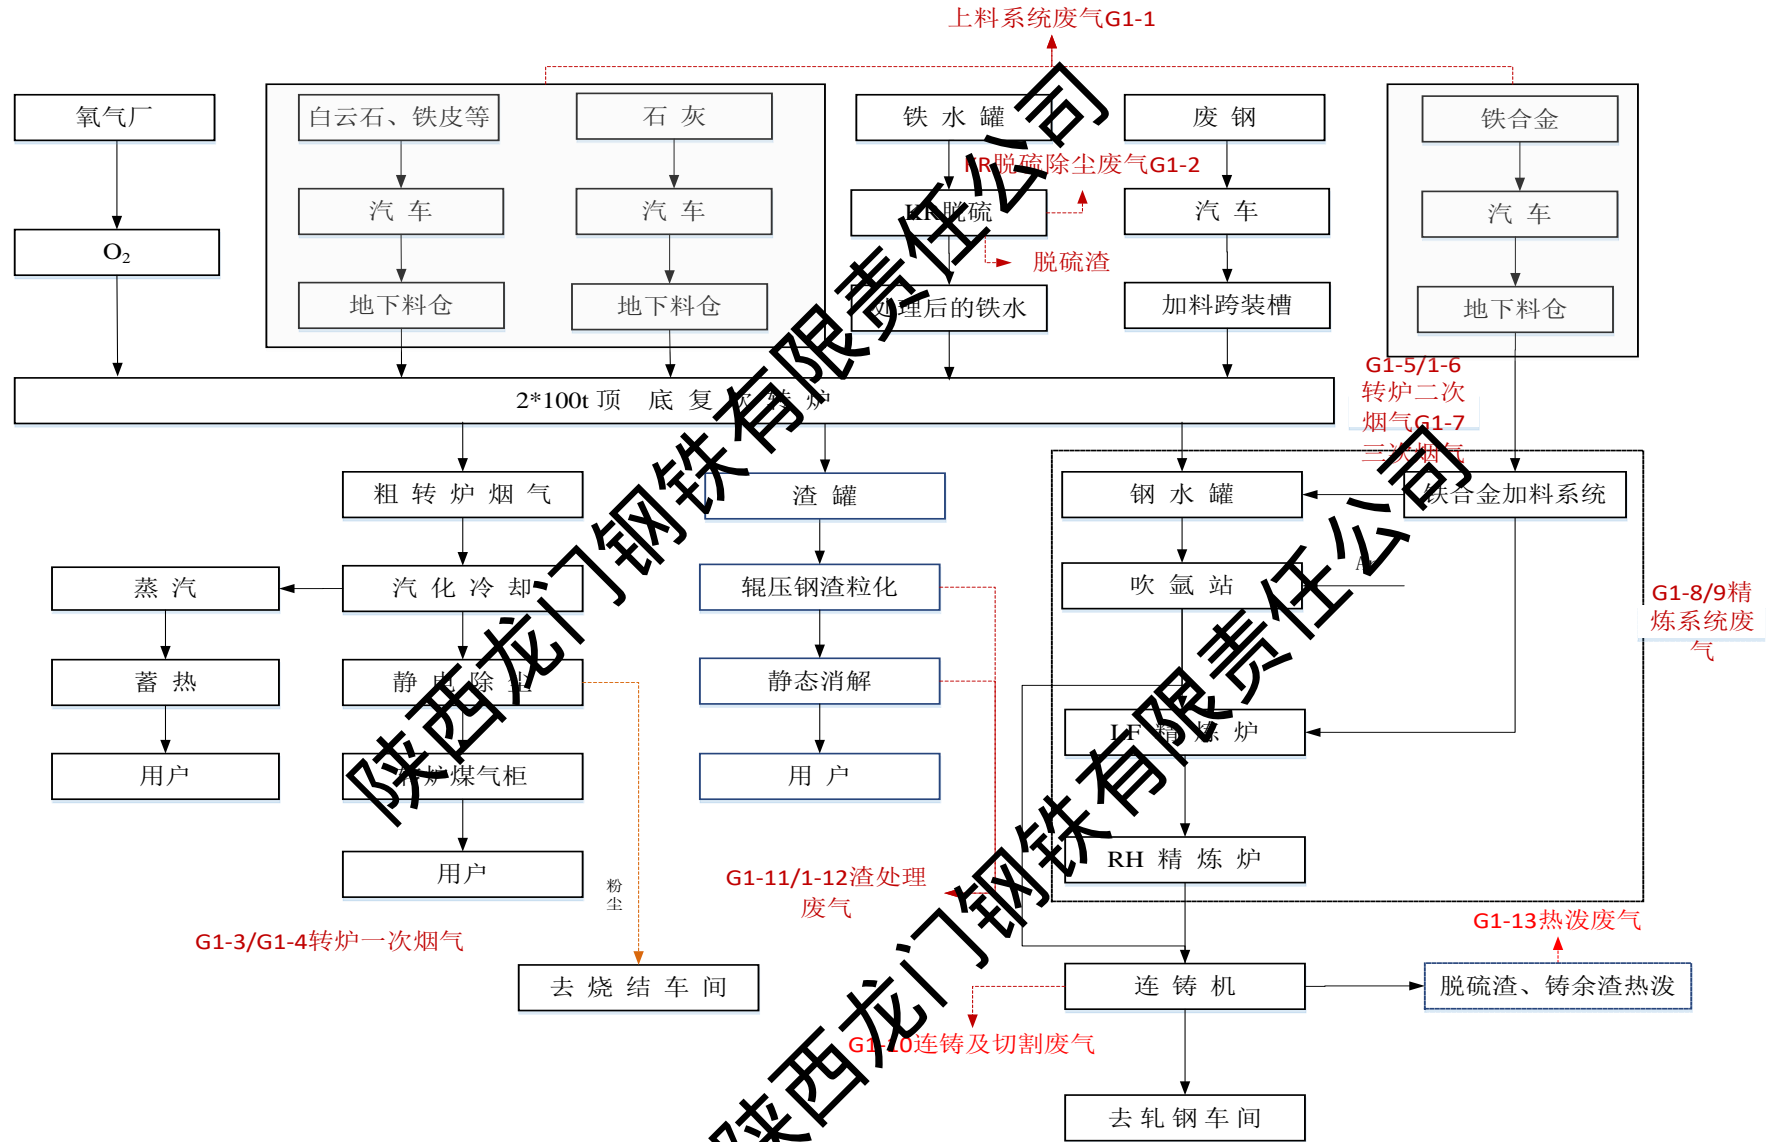 上料系统废气G1-1
氧气厂
白云石、铁皮等
石 灰
铁 水 罐
废 钢
铁合金
KR脱硫除尘废气G1-2
汽 车
汽 车
KR脱硫
汽 车
汽 车
O₂
脱硫渣
地下料仓
地下料仓
处理后的铁水
加料跨装槽
地下料仓
2*100t 顶 底 复 吹 转 炉
G1-5/1-6
转炉二次
烟气G1-7
三次烟气
粗 转 炉 烟 气
渣 罐
钢 水 罐
铁合金加料系统
蒸 汽
汽 化 冷 却
辊压钢渣粒化
吹 氩 站
G1-8/9精
炼系统废
气
蓄 热
静 电 除 尘
静态消解
LF 精 炼 炉
用户
转炉煤气柜
用 户
RH 精 炼 炉
用户
粉
尘
G1-11/1-12渣处理
废气
G1-3/G1-4转炉一次烟气
G1-13热泼废气
去 烧 结 车 间
连 铸 机
脱硫渣、铸余渣热泼
G1-10连铸及切割废气
去 轧 钢 车 间
陕西龙门钢铁有限责任公司
陕西龙门钢铁有限责任公司